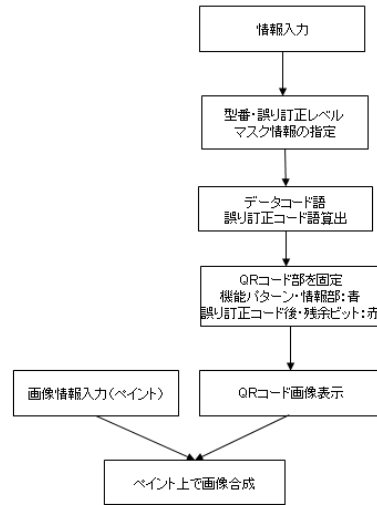 情報入力
型番・誤り訂正レベル
マスク情報の指定
データコード語
誤り訂正コード語算出
QRコード部を固定
機能パターン・情報部:青
誤り訂正コード後・残余ビット:赤
画像情報入力(ペイント)
QRコード画像表示
ペイント上で画像合成